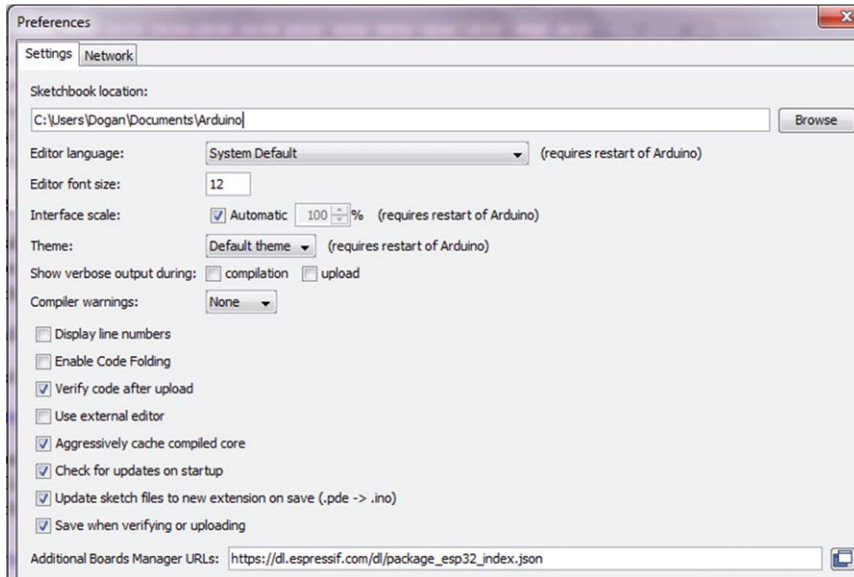 Preferences
Settings Network
Sketchbook location:
C:\Users\Dogan\Documents\Arduino Browse
Editor language: System Default (requires restart of Arduino)
Editor font size: 12
Interface scale: Automatic 100 % (requires restart of Arduino)
Theme: Default theme (requires restart of Arduino)
Show verbose output during: compilation upload
Compiler warnings: None
Display line numbers
Enable Code Folding
Verify code after upload
Use external editor
Aggressively cache compiled core
Check for updates on startup
Update sketch files to new extension on save (.pde -> .ino)
Save when verifying or uploading
Additional Boards Manager URLs: https://dl.espressif.com/dl/package_esp32_index.json